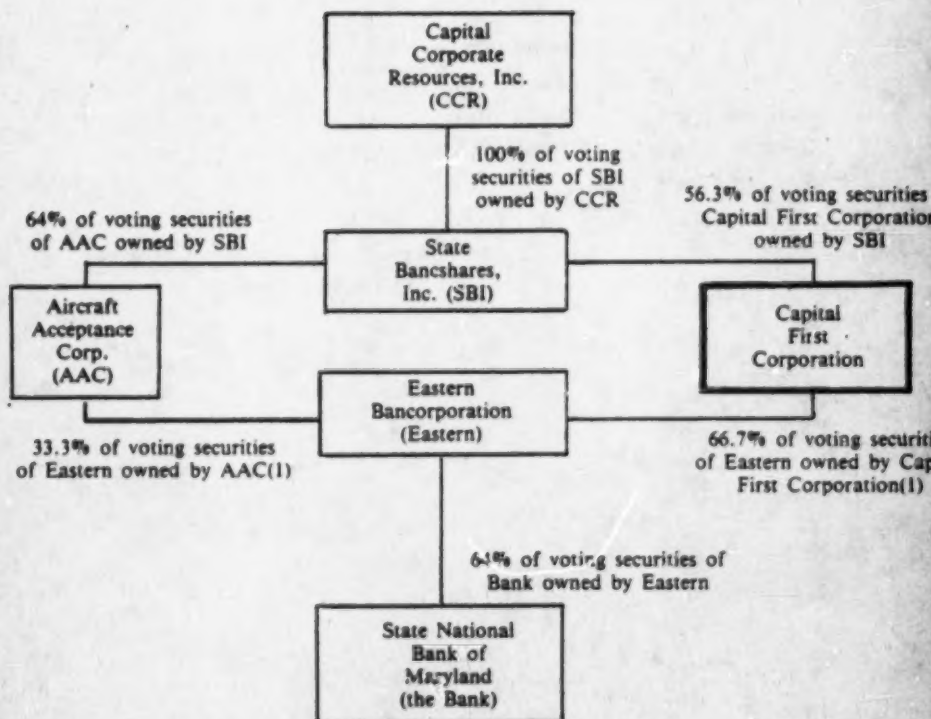 Capital
Corporate
Resources, Inc.
(CCR)
100% of voting
securities of SBI
owned by CCR
64% of voting securities
of AAC owned by SBI
56.3% of voting securities
Capital First Corporation
owned by SBI
State
Bancshares,
Inc. (SBI)
Aircraft
Acceptance
Corp.
(AAC)
Capital
First
Corporation
Eastern
Bancorporation
(Eastern)
33.3% of voting securities
of Eastern owned by AAC(1)
66.7% of voting securiti
of Eastern owned by Cap
First Corporation(1)
of voting securities of
Bank owned by Eastern
State National
Bank of
Maryland
(the Bank)